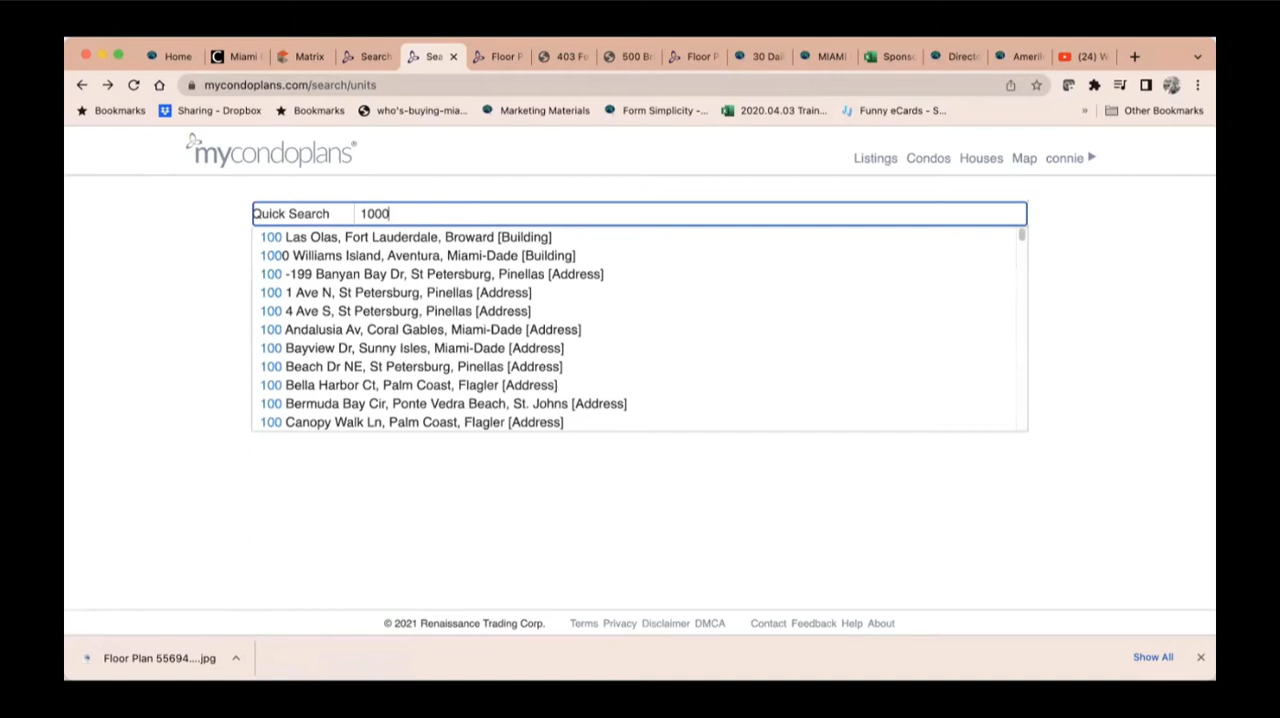 Home
Miami
Matrix
Search
Sea
Floor P
403 Fo
500 Br
Floor P
30 Dai
MIAMI
Spons
Direct
Ameri
(24) W
mycondoplans.com/search/units
Bookmarks
Sharing - Dropbox
Bookmarks
who's-buying-mia...
Marketing Materials
Form Simplicity -...
2020.04.03 Train...
Funny eCards - S...
»
Other Bookmarks
mycondoplans®
Listings Condos Houses Map connie
Quick Search 1000
100 Las Olas, Fort Lauderdale, Broward [Building]
1000 Williams Island, Aventura, Miami-Dade [Building]
100 -199 Banyan Bay Dr, St Petersburg, Pinellas [Address]
100 1 Ave N, St Petersburg, Pinellas [Address]
100 4 Ave S, St Petersburg, Pinellas [Address]
100 Andalusia Av, Coral Gables, Miami-Dade [Address]
100 Bayview Dr, Sunny Isles, Miami-Dade [Address]
100 Beach Dr NE, St Petersburg, Pinellas [Address]
100 Bella Harbor Ct, Palm Coast, Flagler [Address]
100 Bermuda Bay Cir, Ponte Vedra Beach, St. Johns [Address]
100 Canopy Walk Ln, Palm Coast, Flagler [Address]
© 2021 Renaissance Trading Corp. Terms Privacy Disclaimer DMCA Contact Feedback Help About
Floor Plan 55694....jpg
Show All